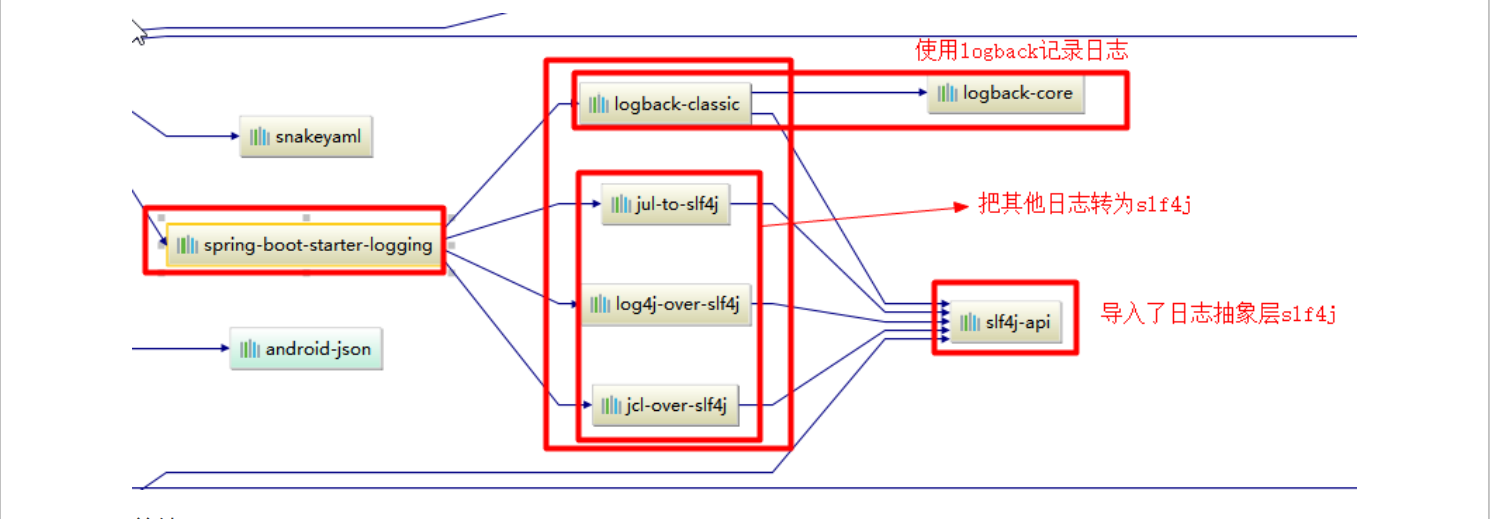 使用logback记录日志
logback-classic
logback-core
snakeyaml
jul-to-slf4j
把其他日志转为slf4j
spring-boot-starter-logging
log4j-over-slf4j
slf4j-api
导入了日志抽象层slf4j
android-json
jcl-over-slf4j